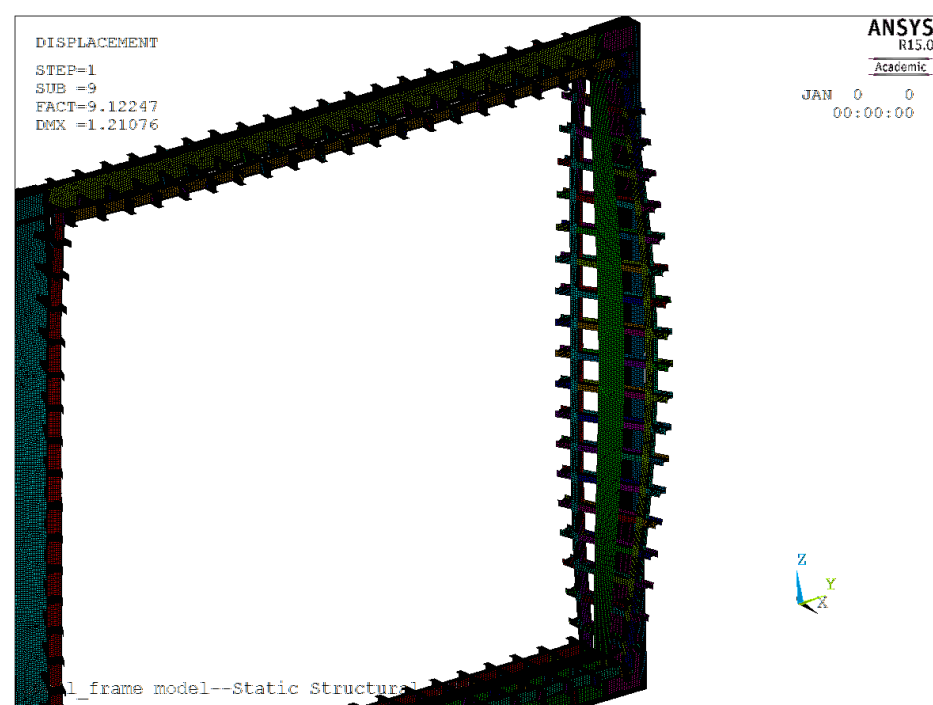 DISPLACEMENT
STEP=1
SUB =9
FACT=9.12247
DMX =1.21076
ANSYS
R15.0
Academic
JAN 0 0
00:00:00
Z
Y
X
l_frame model--Static Structural